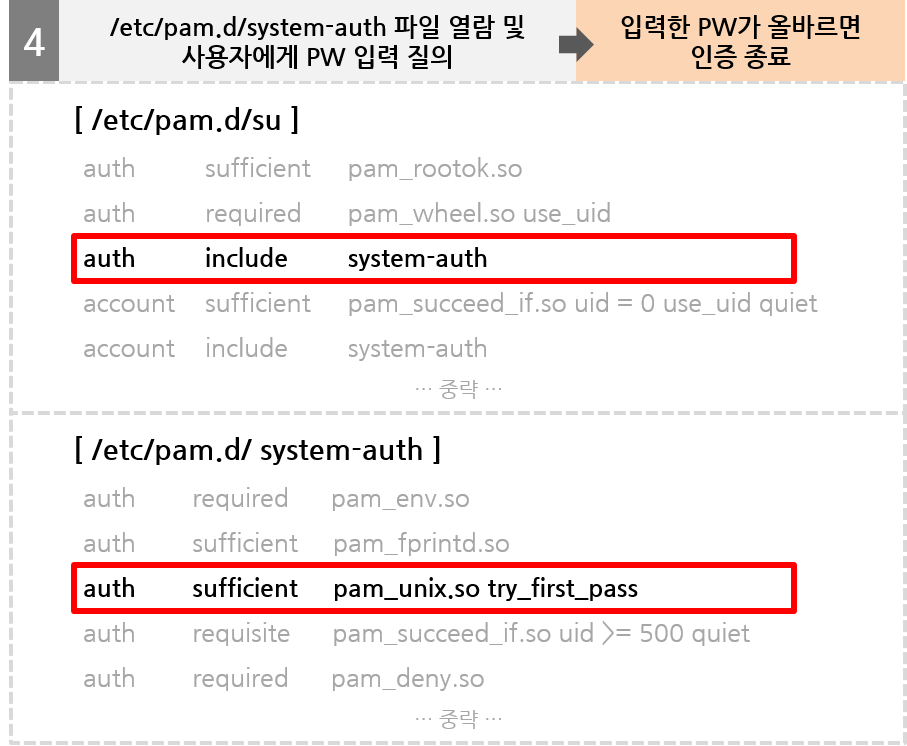 4
/etc/pam.d/system-auth 파일 열람 및
사용자에게 PW 입력 질의
입력한 PW가 올바르면
인증 종료
[ /etc/pam.d/su ]
auth sufficient pam_rootok.so
auth required pam_wheel.so use_uid
auth include system-auth
account sufficient pam_succeed_if.so uid = 0 use_uid quiet
account include system-auth
… 중략 …
[ /etc/pam.d/ system-auth ]
auth required pam_env.so
auth sufficient pam_fprintd.so
auth sufficient pam_unix.so try_first_pass
auth requisite pam_succeed_if.so uid >= 500 quiet
auth required pam_deny.so
… 중략 …